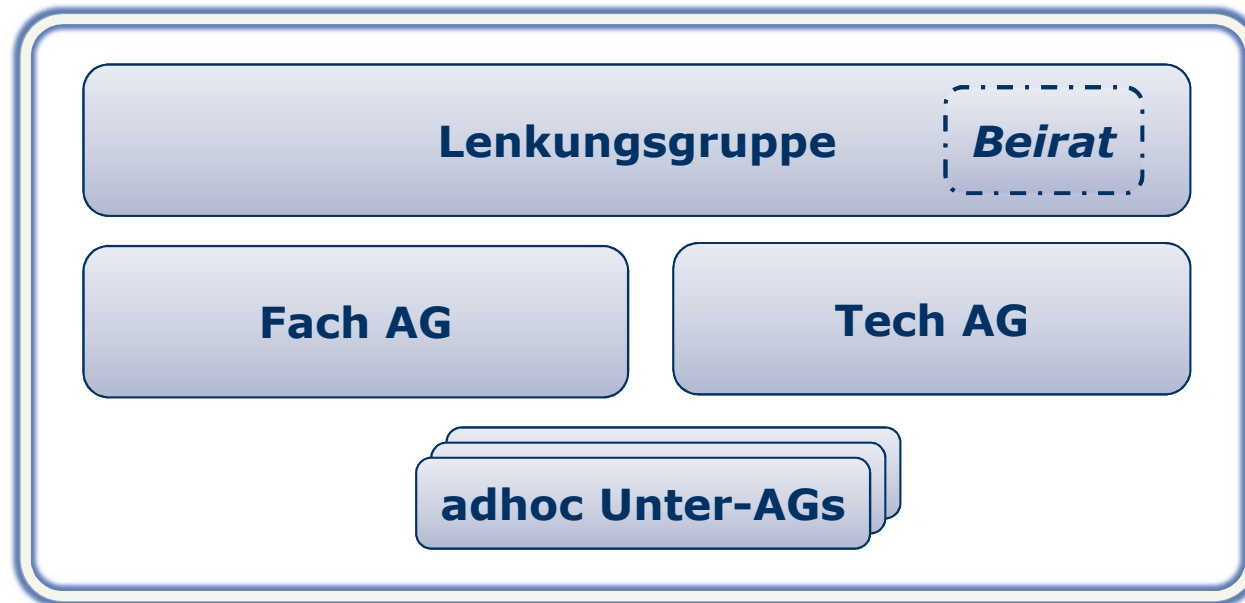 Lenkungsgruppe
Beirat
Fach AG
Tech AG
adhoc Unter-AGs